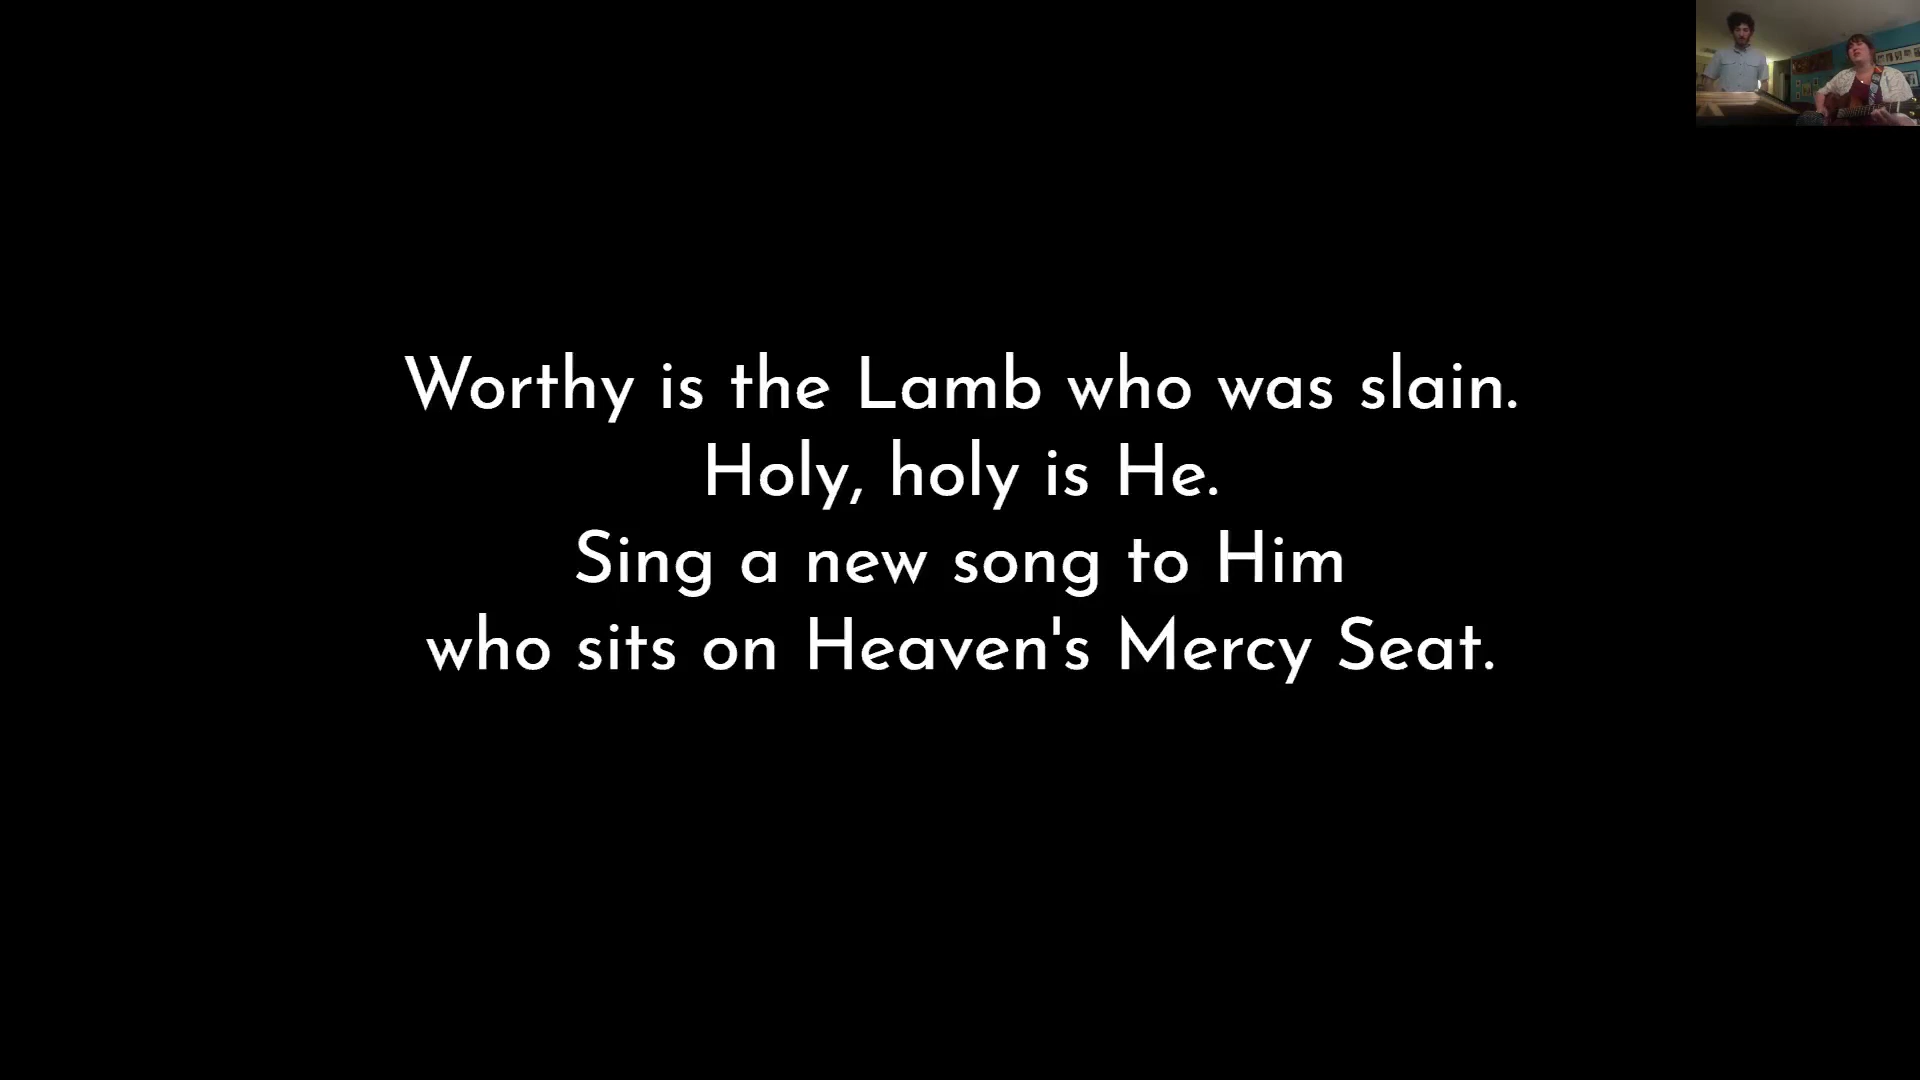 Worthy is the Lamb who was slain.
Holy, holy is He.
Sing a new song to Him
who sits on Heaven's Mercy Seat.